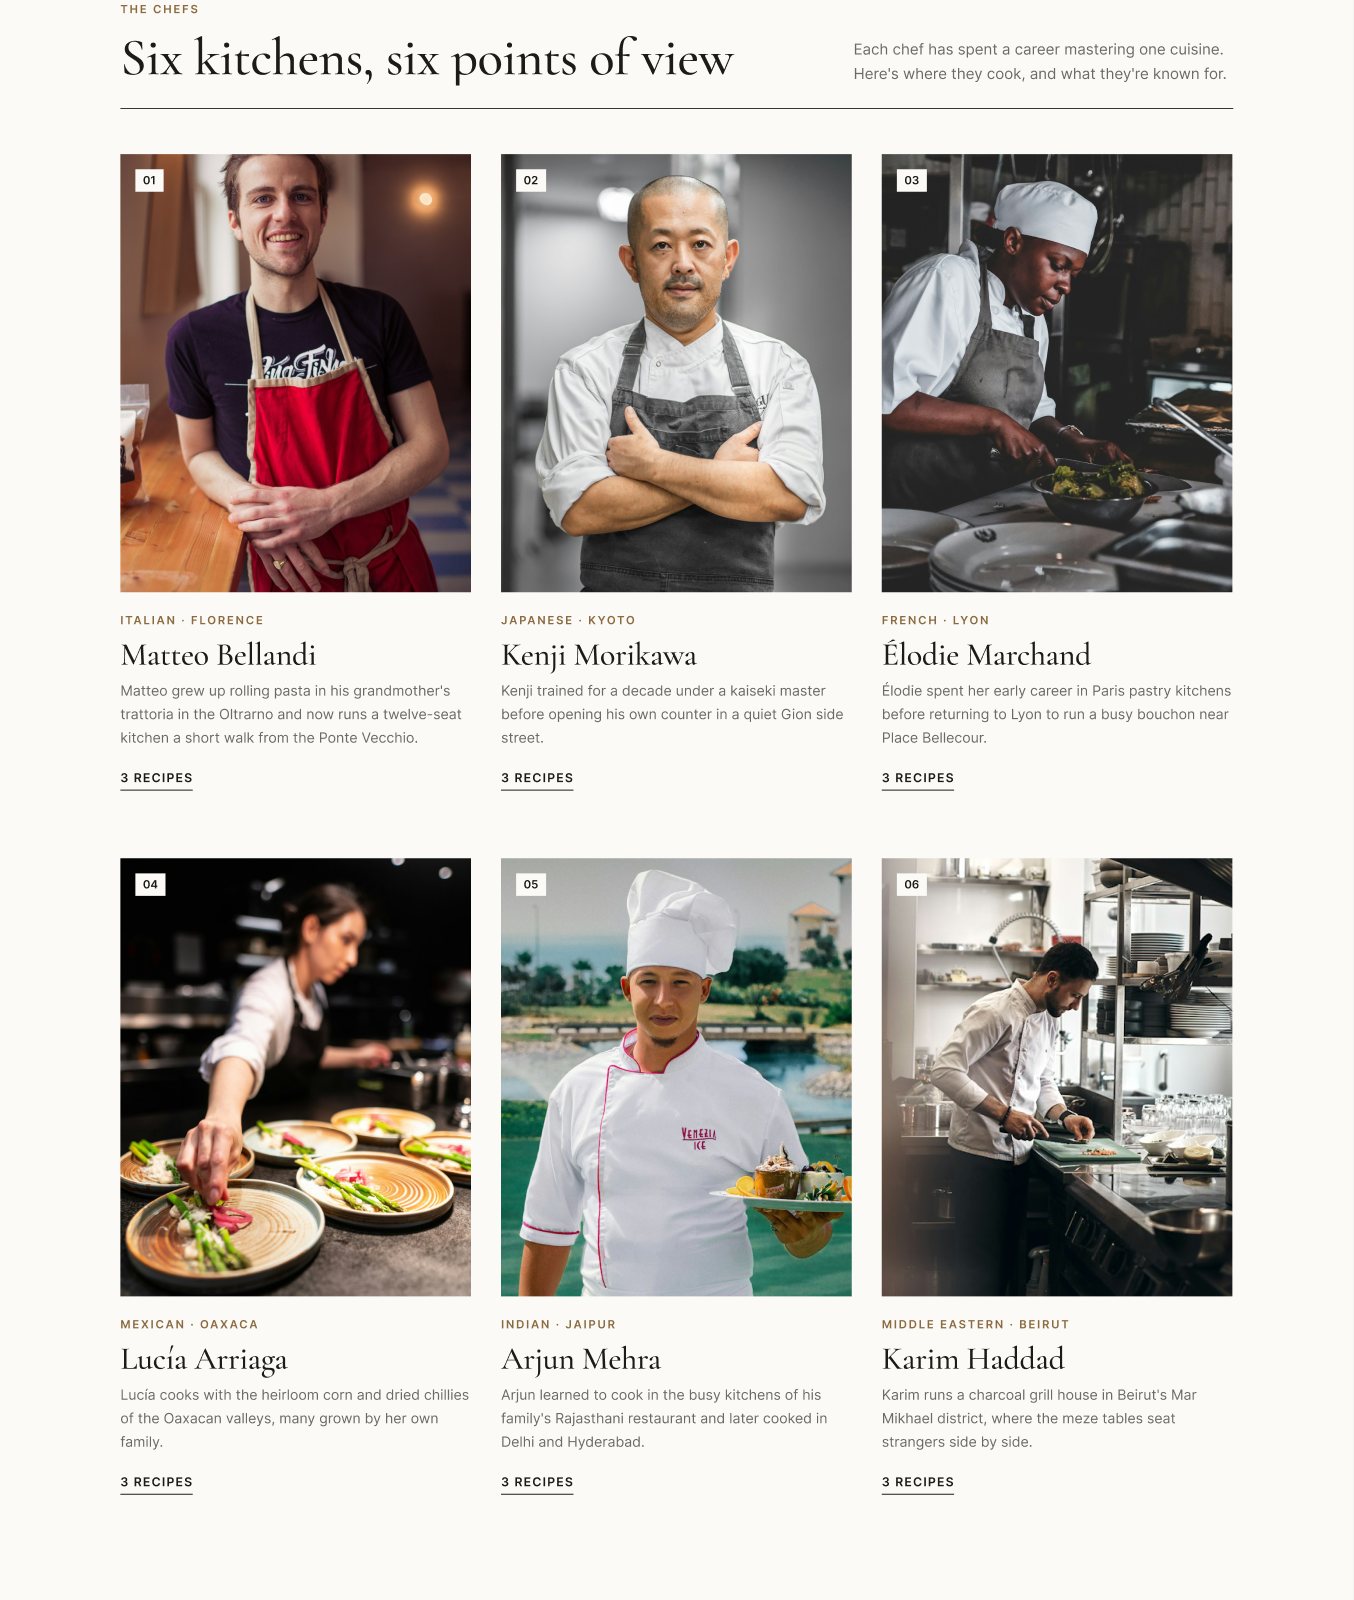 THE CHEFS
Six kitchens, six points of view
Each chef has spent a career mastering one cuisine.
Here's where they cook, and what they're known for.
01
ITALIAN · FLORENCE
Matteo Bellandi
Matteo grew up rolling pasta in his grandmother's
trattoria in the Oltrarno and now runs a twelve-seat
kitchen a short walk from the Ponte Vecchio.
3 RECIPES
02
JAPANESE · KYOTO
Kenji Morikawa
Kenji trained for a decade under a kaiseki master
before opening his own counter in a quiet Gion side
street.
3 RECIPES
03
FRENCH · LYON
Élodie Marchand
Élodie spent her early career in Paris pastry kitchens
before returning to Lyon to run a busy bouchon near
Place Bellecour.
3 RECIPES
04
MEXICAN · OAXACA
Lucía Arriaga
Lucía cooks with the heirloom corn and dried chillies
of the Oaxacan valleys, many grown by her own
family.
3 RECIPES
05
VENEZIA
ICE
INDIAN · JAIPUR
Arjun Mehra
Arjun learned to cook in the busy kitchens of his
family's Rajasthani restaurant and later cooked in
Delhi and Hyderabad.
3 RECIPES
06
MIDDLE EASTERN · BEIRUT
Karim Haddad
Karim runs a charcoal grill house in Beirut's Mar
Mikhael district, where the meze tables seat
strangers side by side.
3 RECIPES